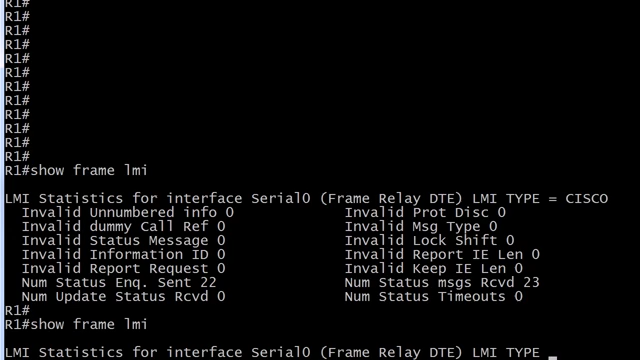 R1#
R1#
R1#
R1#
R1#
R1#
R1#
R1#
R1#
R1#
R1#
R1#
R1#show frame lmi
LMI Statistics for interface Serial0 (Frame Relay DTE) LMI TYPE = CISCO
Invalid Unnumbered info 0 Invalid Prot Disc 0
Invalid dummy Call Ref 0 Invalid Msg Type 0
Invalid Status Message 0 Invalid Lock Shift 0
Invalid Information ID 0 Invalid Report IE Len 0
Invalid Report Request 0 Invalid Keep IE Len 0
Num Status Enq. Sent 22 Num Status msgs Rcvd 23
Num Update Status Rcvd 0 Num Status Timeouts 0
R1#
R1#show frame lmi
LMI Statistics for interface Serial0 (Frame Relay DTE) LMI TYPE